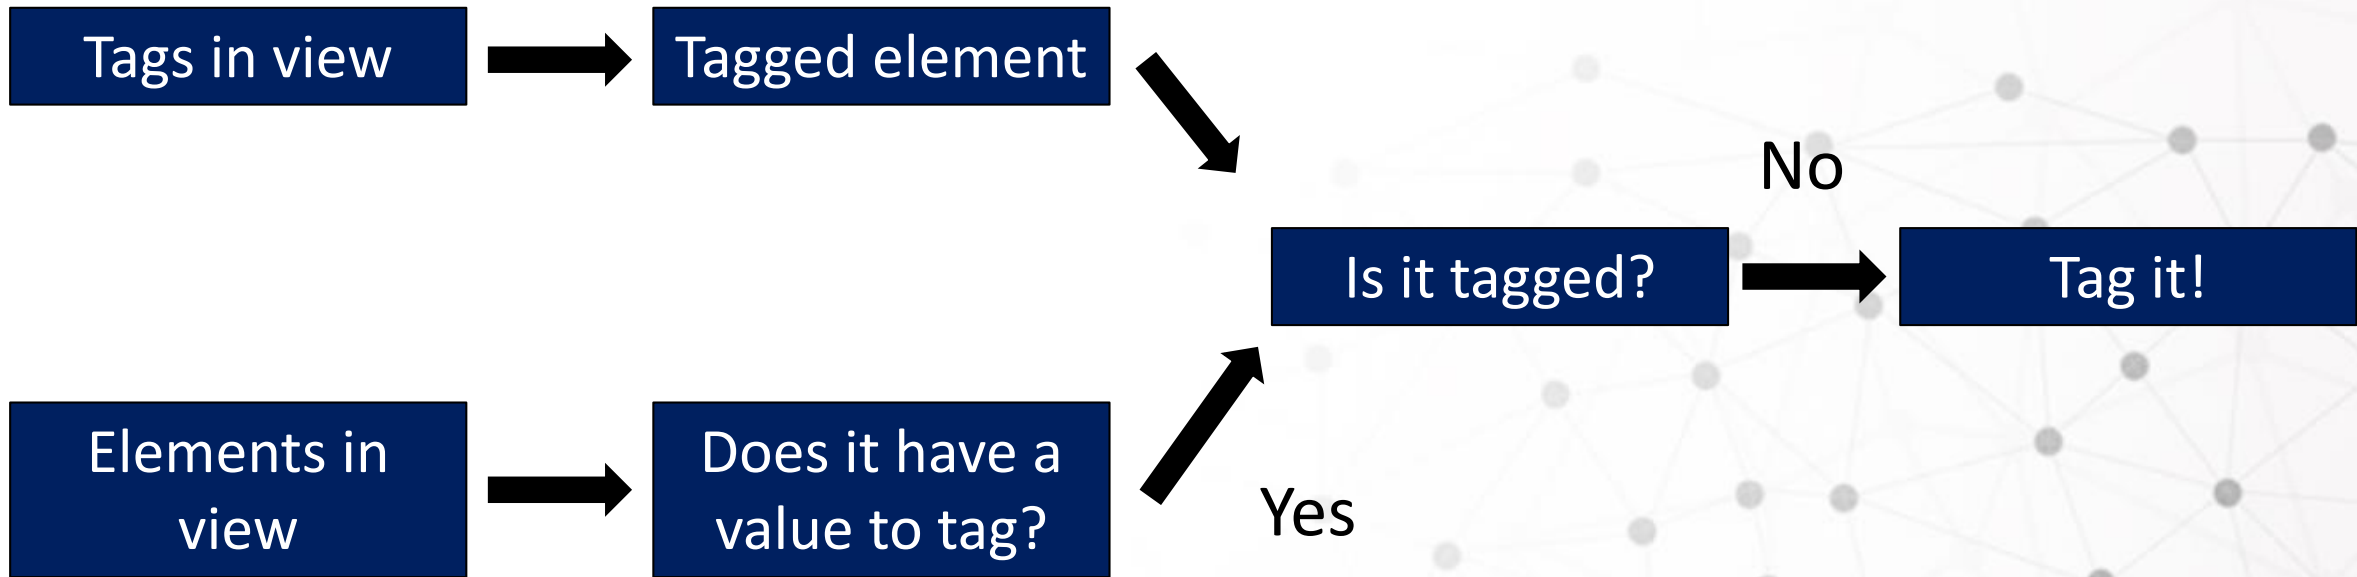 Tags in view
Tagged element
No
Is it tagged?
Tag it!
Elements in
view
Does it have a
value to tag?
Yes